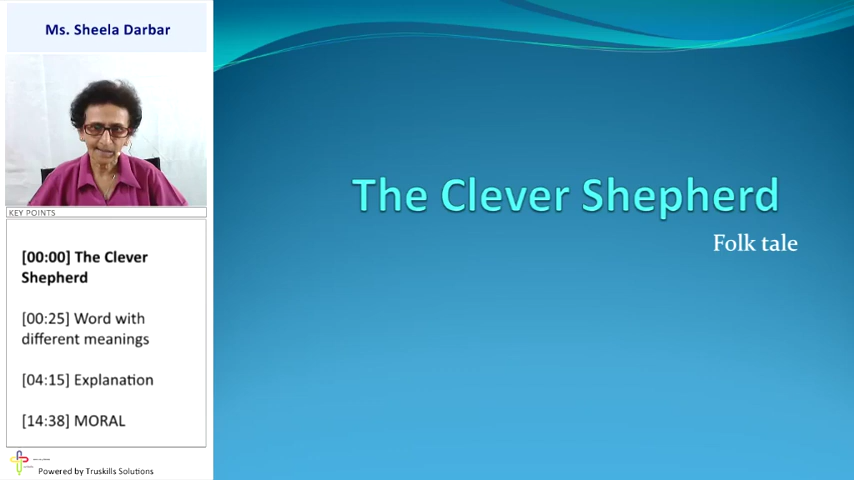 Ms. Sheela Darbar
KEY POINTS
[00:00] The Clever
Shepherd
[00:25] Word with
different meanings
[04:15] Explanation
[14:38] MORAL
Powered by Truskills Solutions
The Clever Shepherd
Folk tale